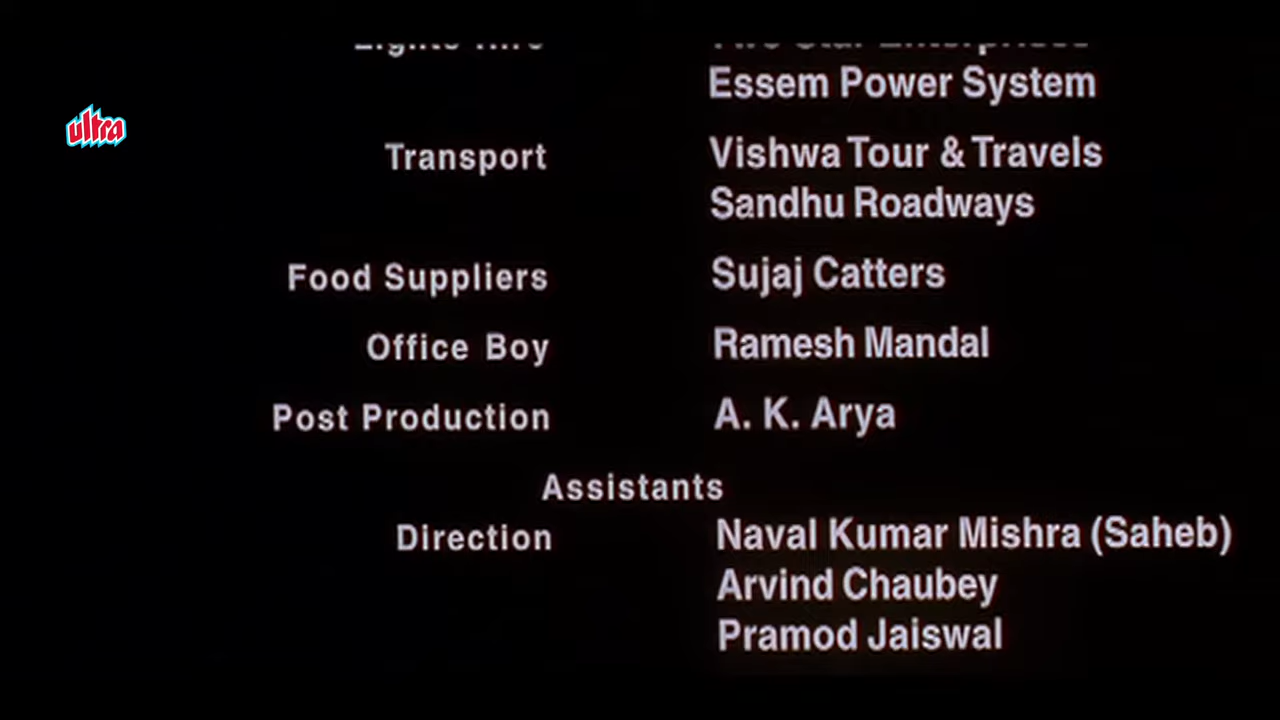 Essem Power System
ultra
Transport Vishwa Tour & Travels
Sandhu Roadways
Food Suppliers Sujaj Catters
Office Boy Ramesh Mandal
Post Production A. K. Arya
Assistants
Direction Naval Kumar Mishra (Saheb)
Arvind Chaubey
Pramod Jaiswal